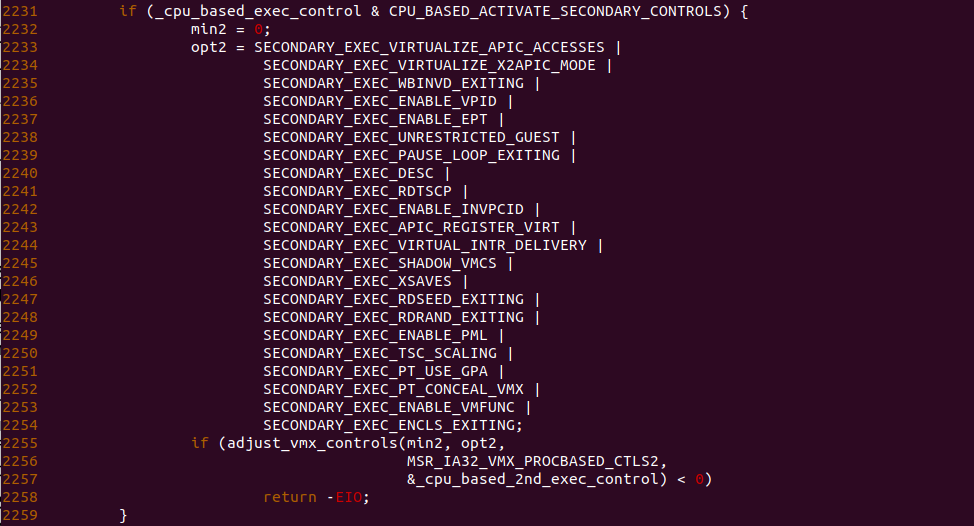 2231         if (_cpu_based_exec_control & CPU_BASED_ACTIVATE_SECONDARY_CONTROLS) {
2232                 min2 = 0;
2233                 opt2 = SECONDARY_EXEC_VIRTUALIZE_APIC_ACCESSES |
2234                         SECONDARY_EXEC_VIRTUALIZE_X2APIC_MODE |
2235                         SECONDARY_EXEC_WBINVD_EXITING |
2236                         SECONDARY_EXEC_ENABLE_VPID |
2237                         SECONDARY_EXEC_ENABLE_EPT |
2238                         SECONDARY_EXEC_UNRESTRICTED_GUEST |
2239                         SECONDARY_EXEC_PAUSE_LOOP_EXITING |
2240                         SECONDARY_EXEC_DESC |
2241                         SECONDARY_EXEC_RDTSCP |
2242                         SECONDARY_EXEC_ENABLE_INVPCID |
2243                         SECONDARY_EXEC_APIC_REGISTER_VIRT |
2244                         SECONDARY_EXEC_VIRTUAL_INTR_DELIVERY |
2245                         SECONDARY_EXEC_SHADOW_VMCS |
2246                         SECONDARY_EXEC_XSAVES |
2247                         SECONDARY_EXEC_RDSEED_EXITING |
2248                         SECONDARY_EXEC_RDRAND_EXITING |
2249                         SECONDARY_EXEC_ENABLE_PML |
2250                         SECONDARY_EXEC_TSC_SCALING |
2251                         SECONDARY_EXEC_PT_USE_GPA |
2252                         SECONDARY_EXEC_PT_CONCEAL_VMX |
2253                         SECONDARY_EXEC_ENABLE_VMFUNC |
2254                         SECONDARY_EXEC_ENCLS_EXITING;
2255                 if (adjust_vmx_controls(min2, opt2,
2256                                         MSR_IA32_VMX_PROCBASED_CTLS2,
2257                                         &_cpu_based_2nd_exec_control) < 0)
2258                         return -EIO;
2259         }